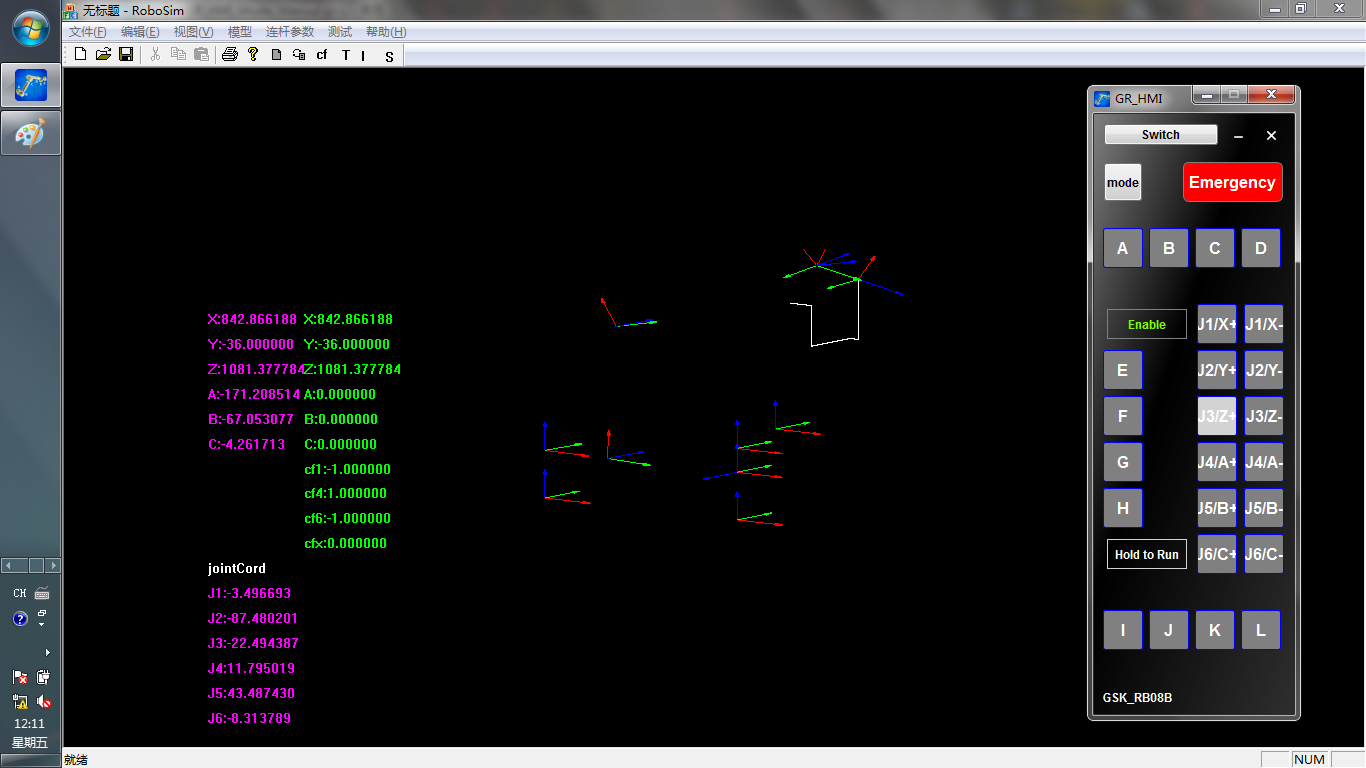 无标题 - RoboSim
文件(F) 编辑(E) 视图(V) 模型 连杆参数 测试 帮助(H)
cf T I S
GR_HMI
Switch
mode Emergency
A B C D
Enable J1/X+ J1/X-
E J2/Y+ J2/Y-
F J3/Z+ J3/Z-
G J4/A+ J4/A-
H J5/B+ J5/B-
Hold to Run J6/C+ J6/C-
I J K L
GSK_RB08B
X:842.866188 X:842.866188
Y:-36.000000 Y:-36.000000
Z:1081.377784 Z:1081.377784
A:-171.208514 A:0.000000
B:-67.053077 B:0.000000
C:-4.261713 C:0.000000
cf1:-1.000000
cf4:1.000000
cf6:-1.000000
cfx:0.000000
jointCord
J1:-3.496693
J2:-87.480201
J3:-22.494387
J4:11.795019
J5:43.487430
J6:-8.313789
CH
12:11
星期五
就绪 NUM